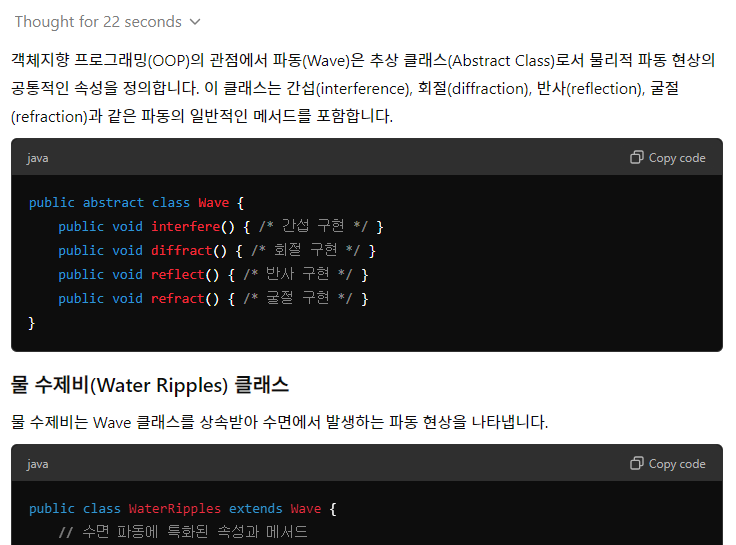 Thought for 22 seconds
객체지향 프로그래밍(OOP)의 관점에서 파동(Wave)은 추상 클래스(Abstract Class)로서 물리적 파동 현상의
공통적인 속성을 정의합니다. 이 클래스는 간섭(interference), 회절(diffraction), 반사(reflection), 굴절
(refraction)과 같은 파동의 일반적인 메서드를 포함합니다.
java Copy code
public abstract class Wave {
public void interfere() { /* 간섭 구현 */ }
public void diffract() { /* 회절 구현 */ }
public void reflect() { /* 반사 구현 */ }
public void refract() { /* 굴절 구현 */ }
}
물 수제비(Water Ripples) 클래스
물 수제비는 Wave 클래스를 상속받아 수면에서 발생하는 파동 현상을 나타냅니다.
java Copy code
public class WaterRipples extends Wave {
// 수면 파동에 특화된 속성과 메서드